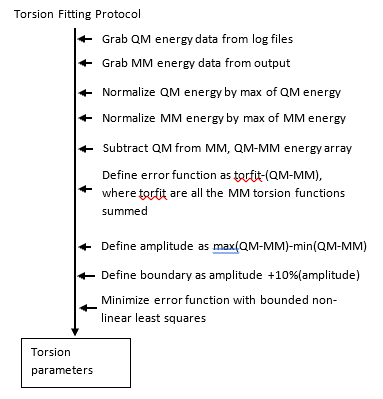 Torsion Fitting Protocol
Grab QM energy data from log files
Grab MM energy data from output
Normalize QM energy by max of QM energy
Normalize MM energy by max of MM energy
Subtract QM from MM, QM-MM energy array
Define error function as torfit-(QM-MM),
where torfit are all the MM torsion functions
summed
Define amplitude as max(QM-MM)-min(QM-MM)
Define boundary as amplitude +10%(amplitude)
Minimize error function with bounded non-
linear least squares
Torsion
parameters